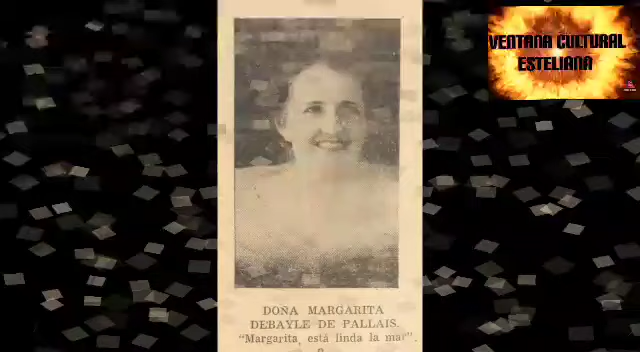 VENTANA CULTURAL
ESTELIANA
DOÑA MARGARITA
DEBAYLE DE PALLAIS.
"Margarita, está linda la mar".